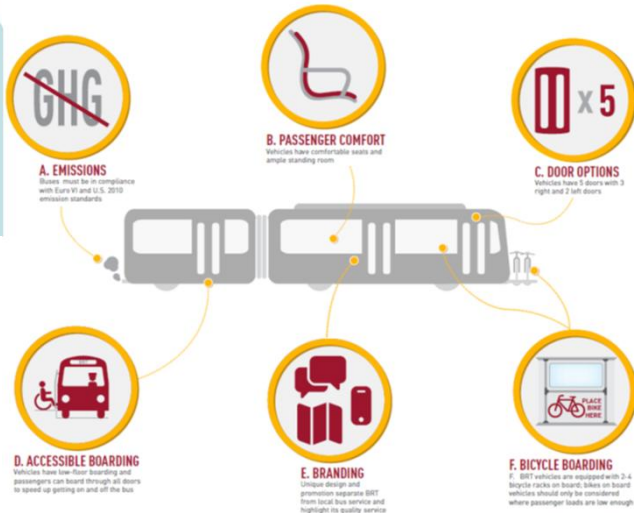 GHG
A. EMISSIONS
Buses must be in compliance
with Euro VI and U.S. 2010
emission standards
B. PASSENGER COMFORT
Vehicles have comfortable seats and
ample standing room
x 5
C. DOOR OPTIONS
Vehicles have 5 doors with 3
right and 2 left doors
D. ACCESSIBLE BOARDING
Vehicles have low-floor boarding and
passengers can board through all doors
to speed up getting on and off the bus
E. BRANDING
Unique design and
promotion separate BRT
from local bus service and
highlight its quality service
PLACE
BIKE
HERE
F. BICYCLE BOARDING
F. BRT vehicles are equipped with 2-4
bicycle racks on board; bikes on board
vehicles should only be considered
where passenger loads are low enough